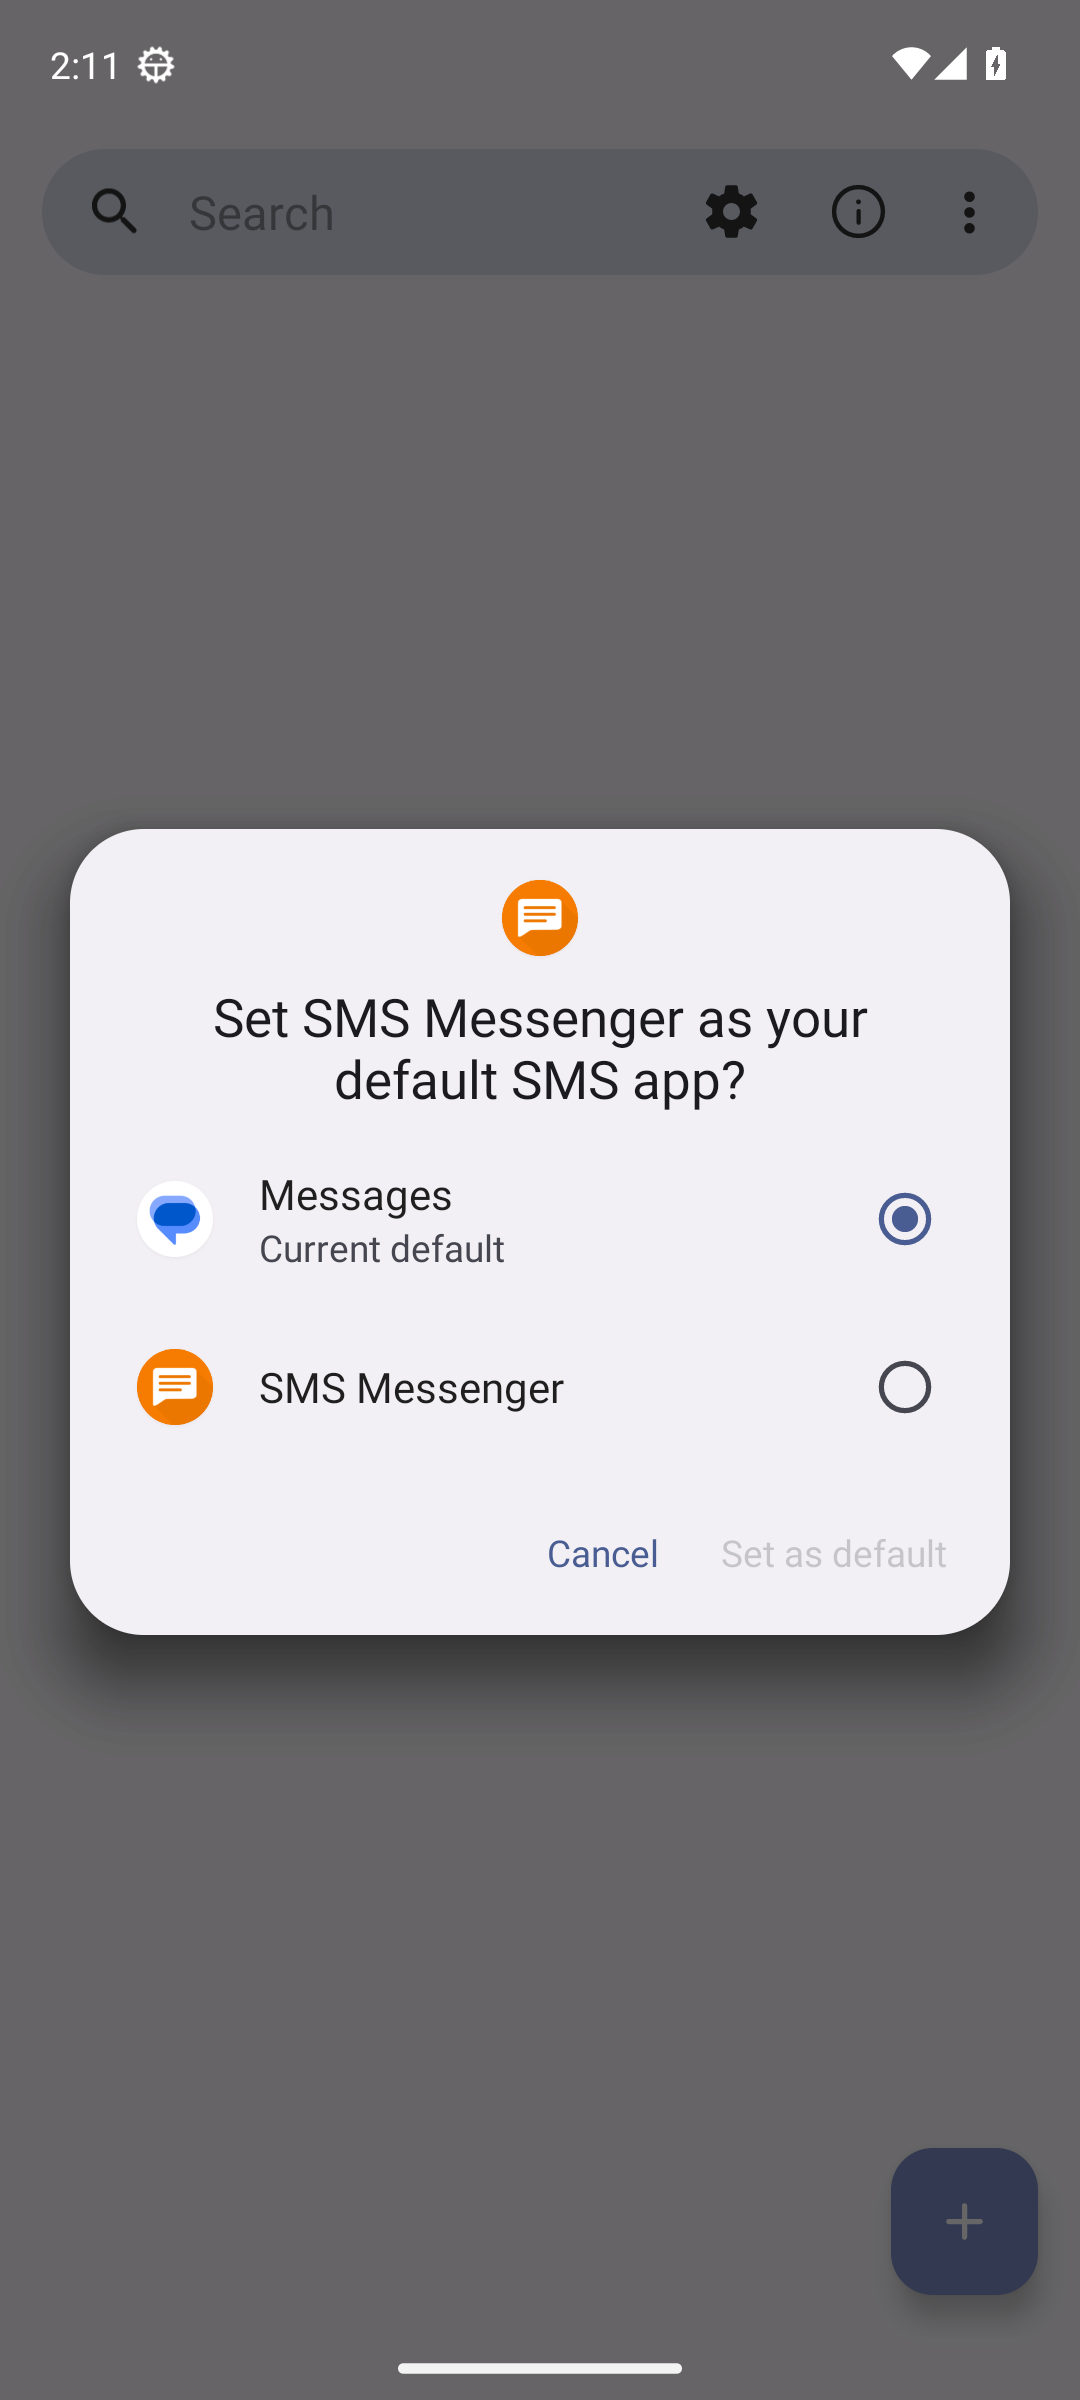 2:11
Search
Set SMS Messenger as your
default SMS app?
Messages
Current default
SMS Messenger
Cancel
Set as default